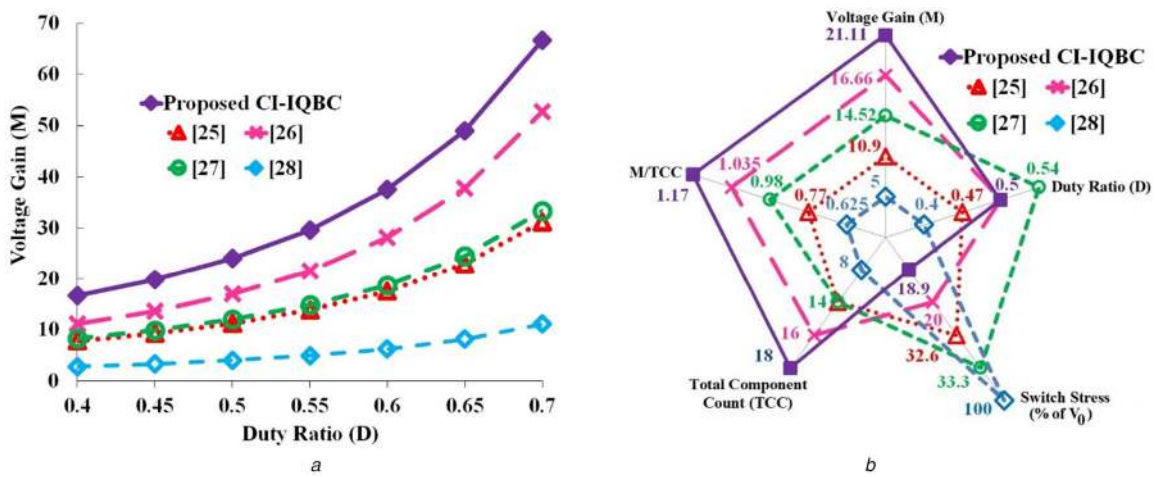 70
60
50
40
30
20
10
0
Voltage Gain (M)
Proposed CI-IQBC
[25] [26]
[27] [28]
0.4 0.45 0.5 0.55 0.6 0.65 0.7
Duty Ratio (D)
a
Voltage Gain (M)
21.11
16.66
14.52
10.9
5
Proposed CI-IQBC
[25] [26]
[27] [28]
M/TCC
1.17
1.035
0.98
0.77
0.625
0.4
0.47
0.5
0.54
Duty Ratio (D)
8
14
16
18
Total Component
Count (TCC)
18.9
20
32.6
33.3
100
Switch Stress
(% of V0)
b